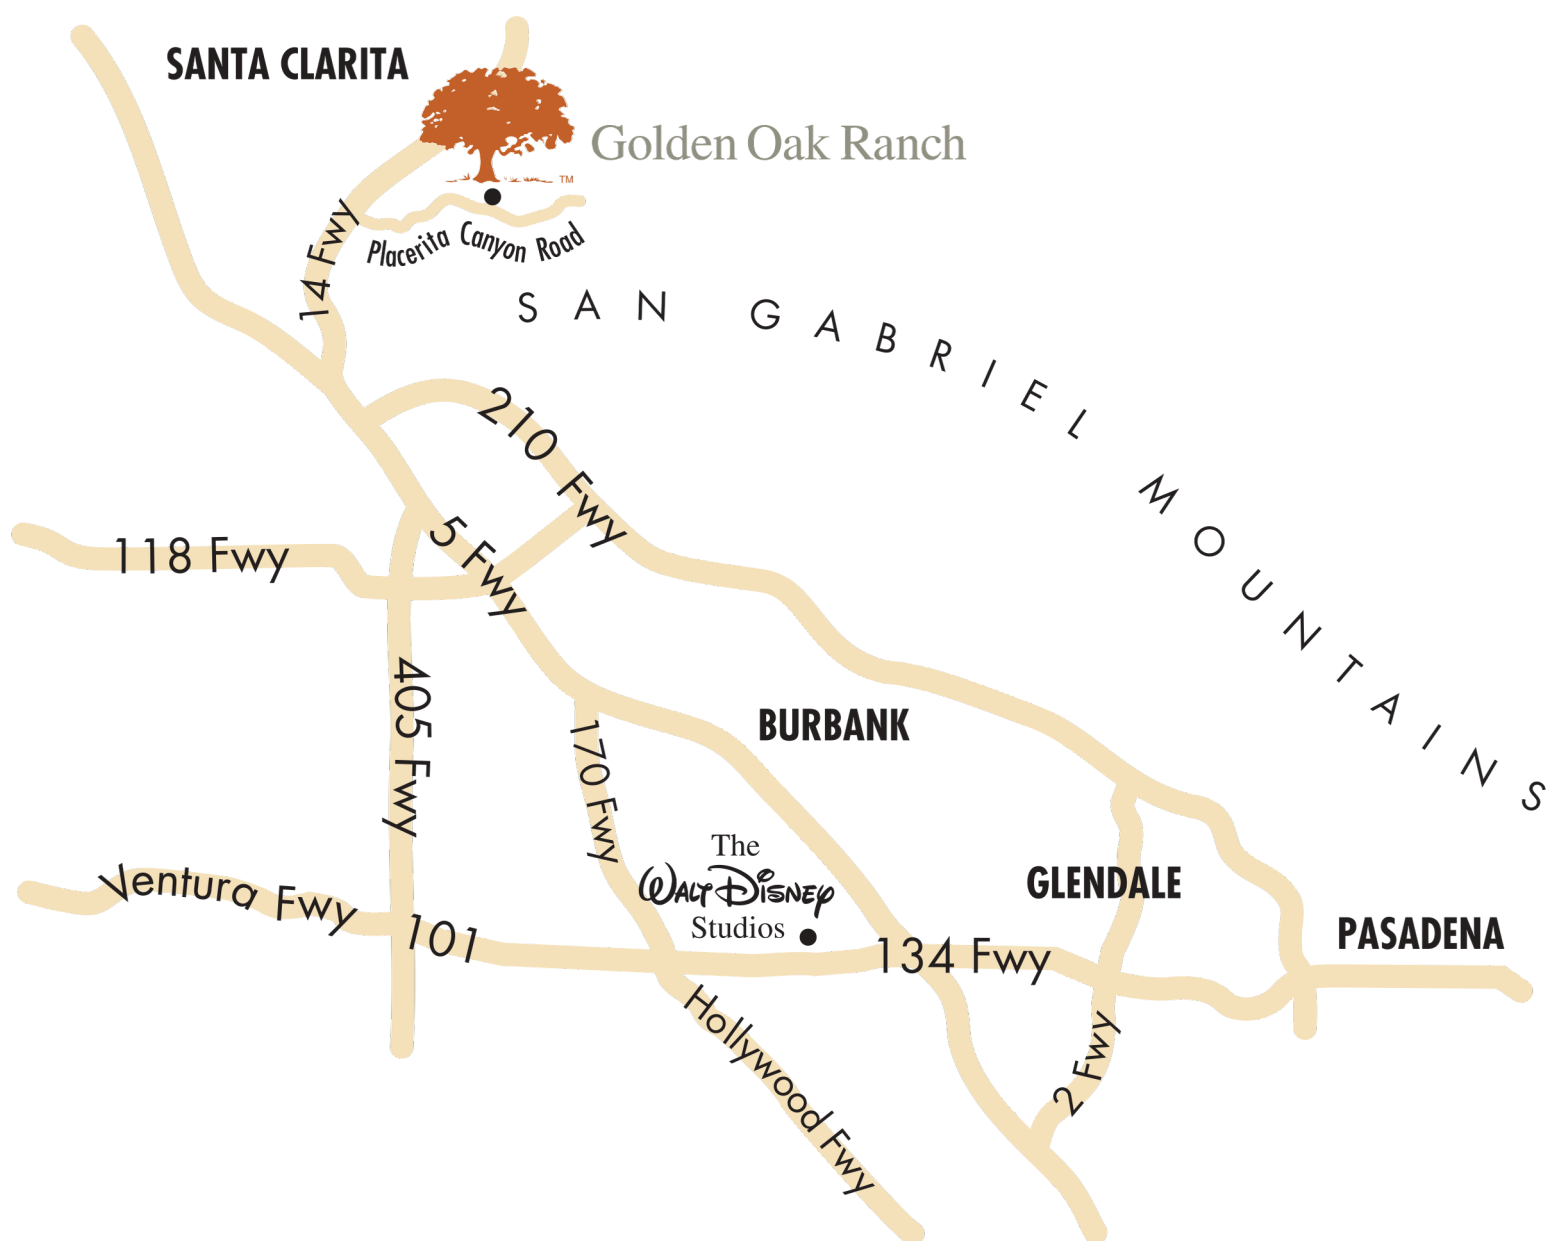 SANTA CLARITA
Golden Oak Ranch
TM
14 Fwy
Placerita Canyon Road
SAN GABRIEL MOUNTAINS
210 Fwy
5 Fwy
118 Fwy
405 Fwy
170 Fwy
BURBANK
The
WALT DISNEY
Studios
GLENDALE
Ventura Fwy
101
134 Fwy
PASADENA
Hollywood Fwy
2 Fwy